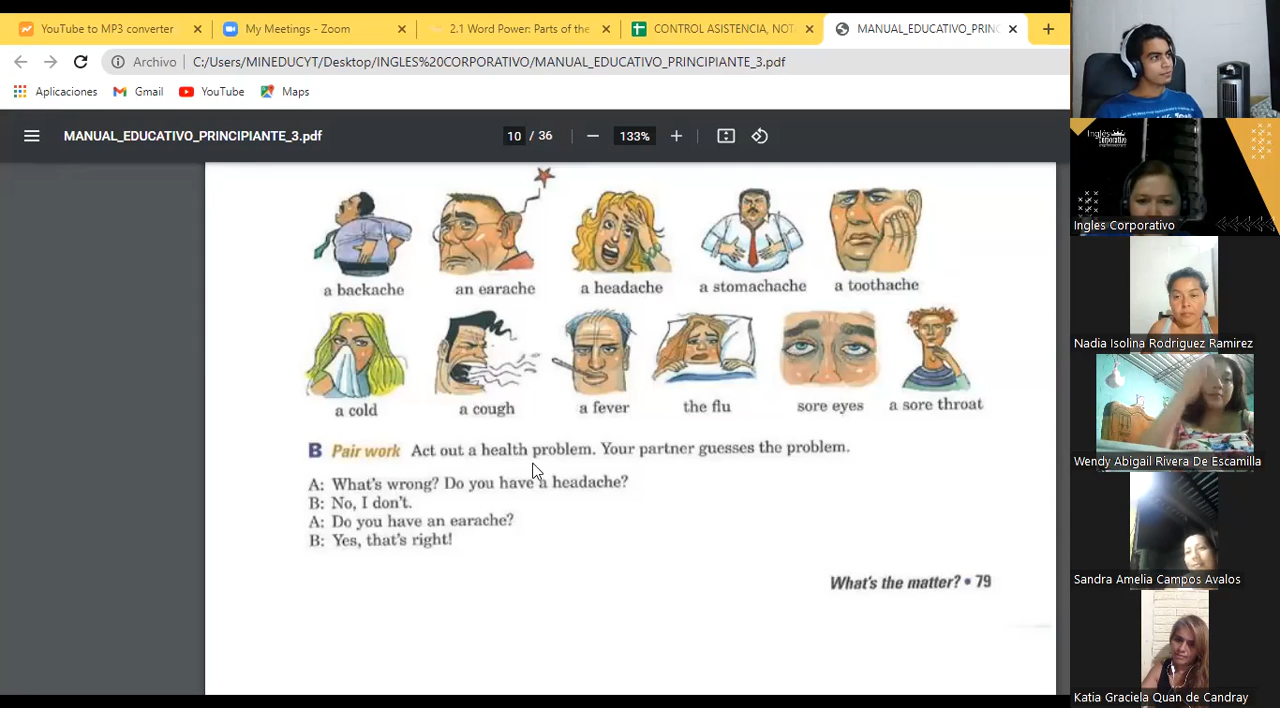 YouTube to MP3 converter
My Meetings - Zoom
2.1 Word Power: Parts of the
CONTROL ASISTENCIA, NOT
MANUAL_EDUCATIVO_PRINC
Archivo
C:/Users/MINEDUCYT/Desktop/INGLES%20CORPORATIVO/MANUAL_EDUCATIVO_PRINCIPIANTE_3.pdf
Aplicaciones
Gmail
YouTube
Maps
MANUAL_EDUCATIVO_PRINCIPIANTE_3.pdf
10 / 36
133%
a backache
an earache
a headache
a stomachache
a toothache
a cold
a cough
a fever
the flu
sore eyes
a sore throat
B Pair work Act out a health problem. Your partner guesses the problem.
A: What's wrong? Do you have a headache?
B: No, I don't.
A: Do you have an earache?
B: Yes, that's right!
What's the matter? • 79
Inglés
Corporativo
Ingles Corporativo
Nadia Isolina Rodriguez Ramirez
Wendy Abigail Rivera De Escamilla
Sandra Amelia Campos Avalos
Katia Graciela Quan de Candray